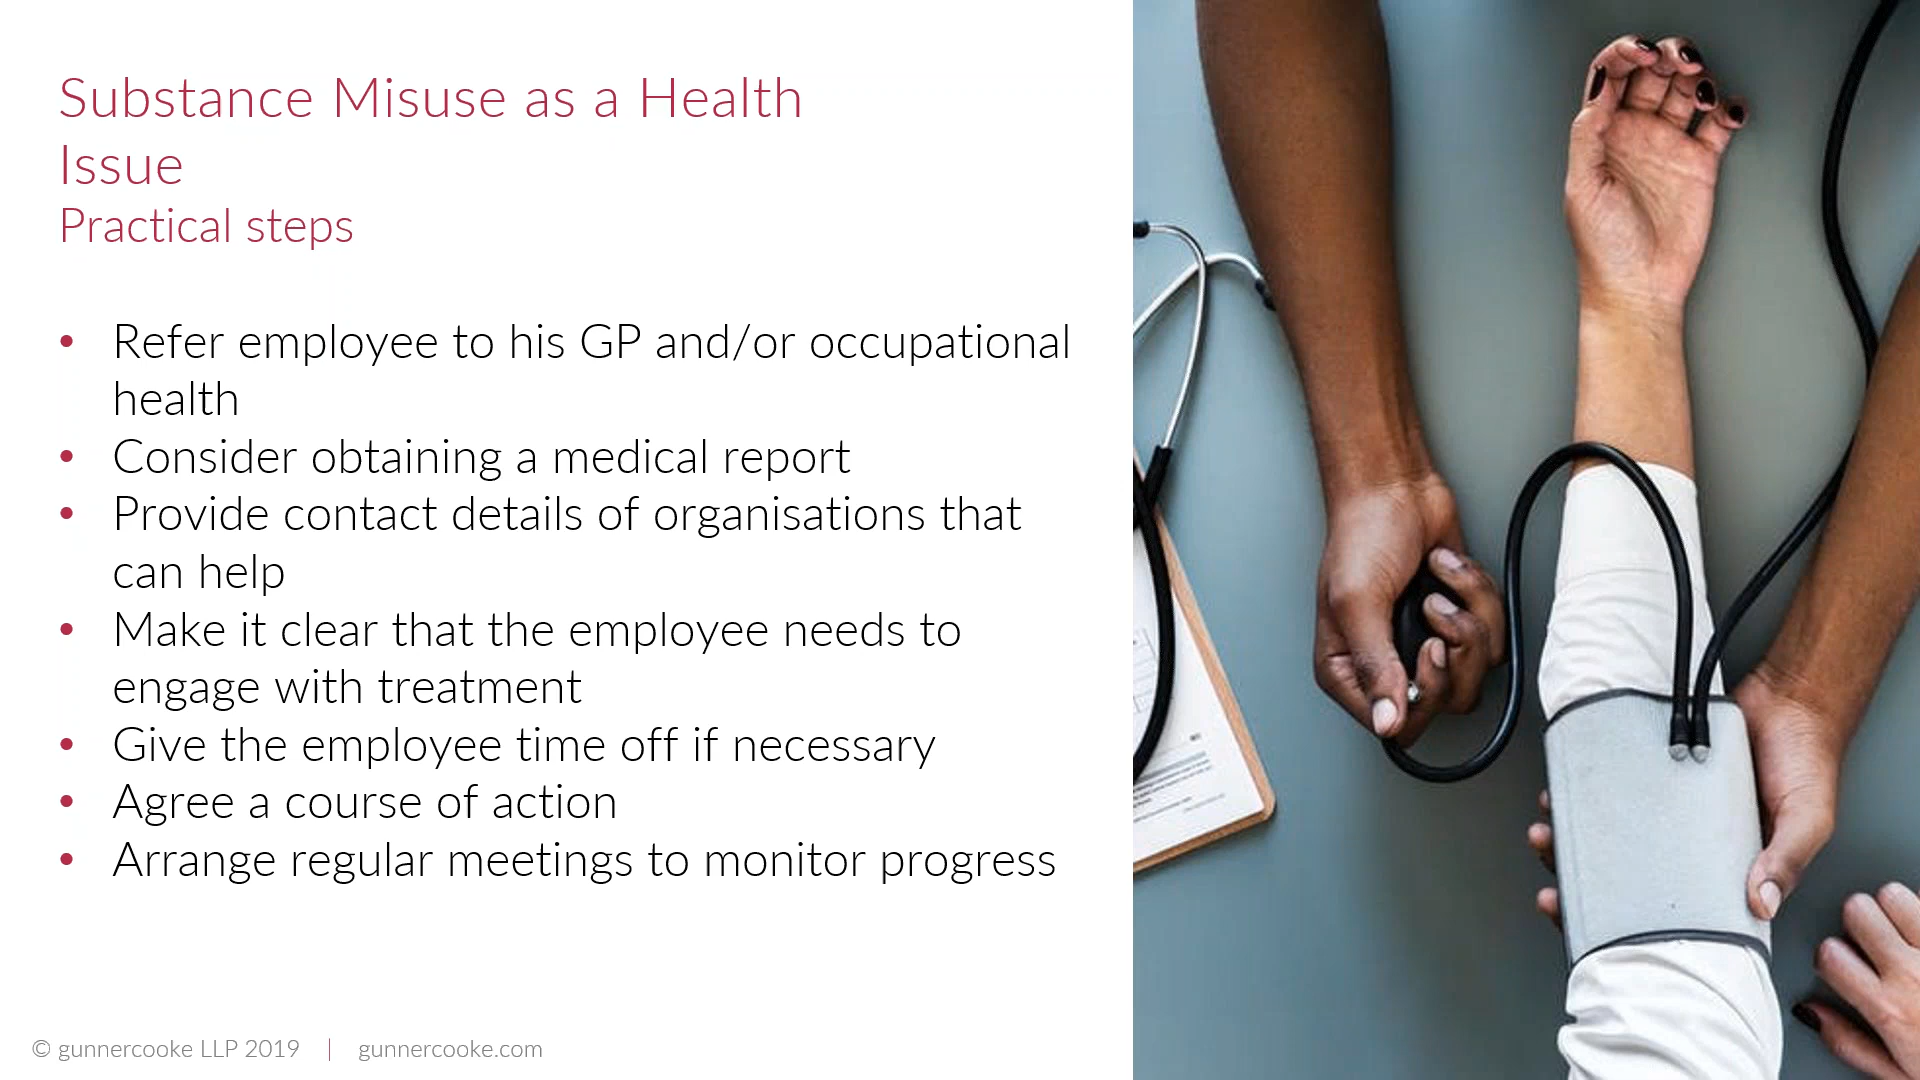 Substance Misuse as a Health
Issue
Practical steps
• Refer employee to his GP and/or occupational
health
• Consider obtaining a medical report
• Provide contact details of organisations that
can help
• Make it clear that the employee needs to
engage with treatment
• Give the employee time off if necessary
• Agree a course of action
• Arrange regular meetings to monitor progress
© gunnercooke LLP 2019 | gunnercooke.com